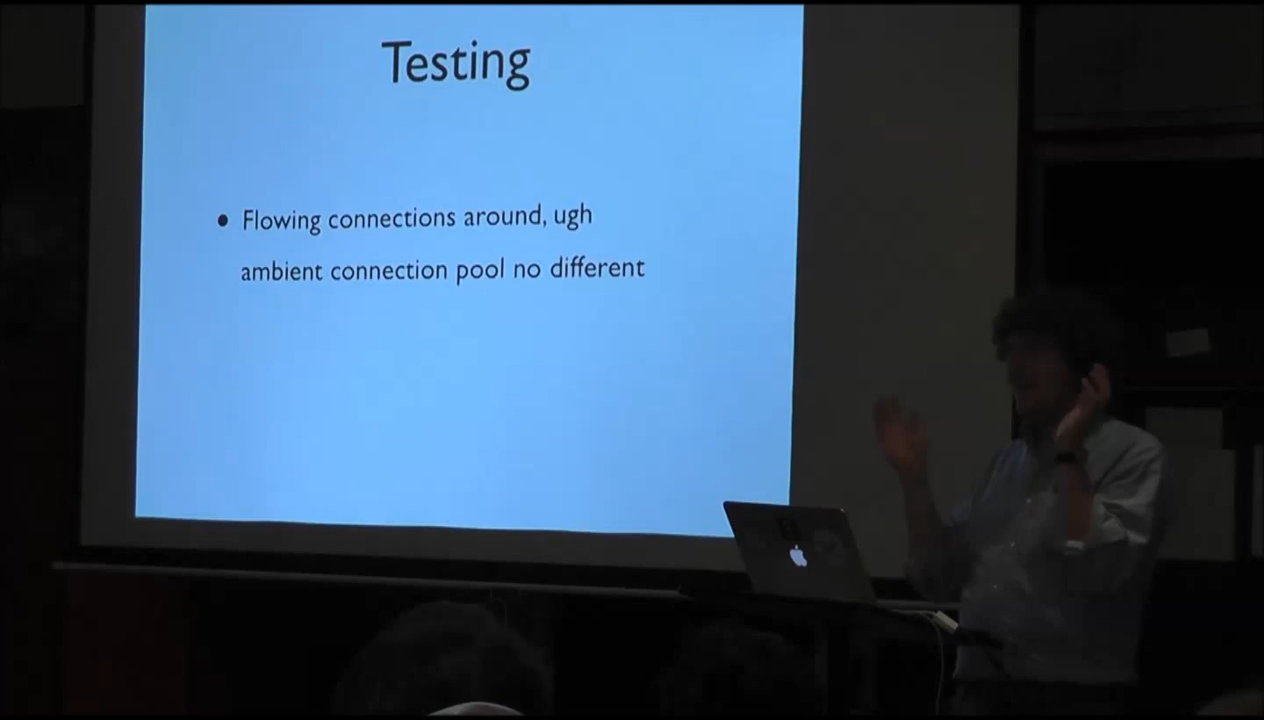 Testing
• Flowing connections around, ugh
ambient connection pool no different